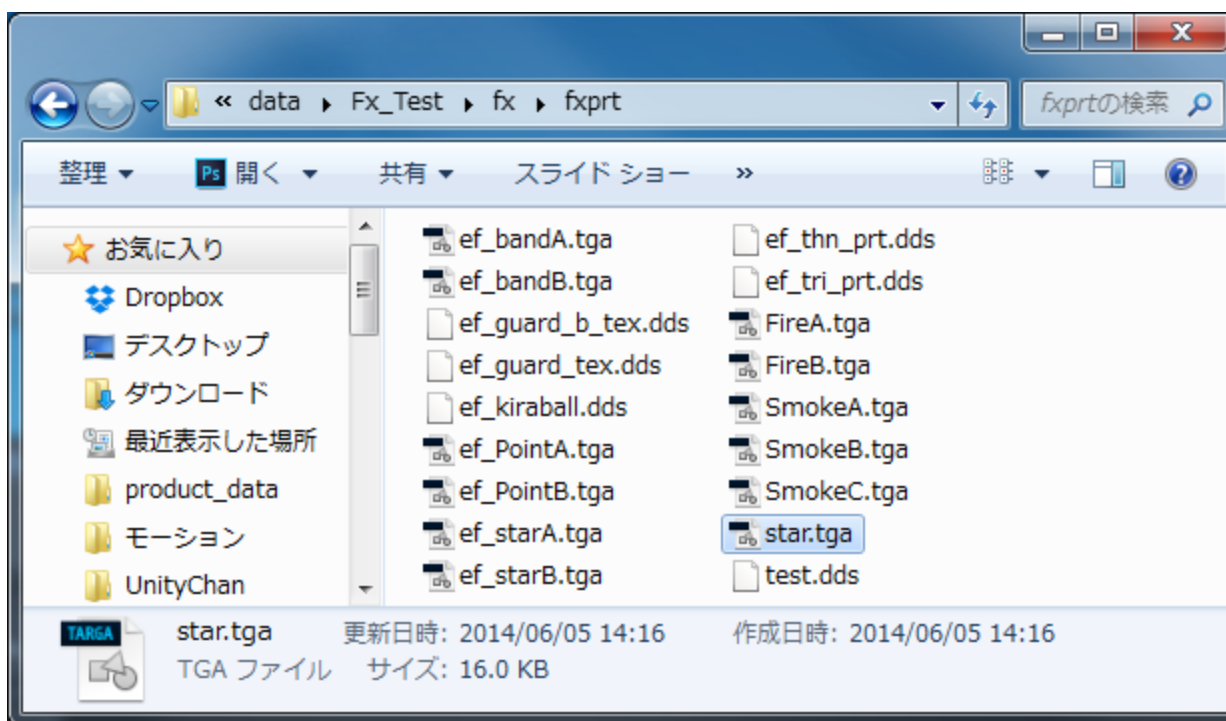 « data ▸ Fx_Test ▸ fx ▸ fxprt
fxprtの検索
整理 ▼ Ps 開く ▼ 共有 ▼ スライド ショー »
お気に入り
Dropbox
デスクトップ
ダウンロード
最近表示した場所
product_data
モーション
UnityChan
ef_bandA.tga
ef_bandB.tga
ef_guard_b_tex.dds
ef_guard_tex.dds
ef_kiraball.dds
ef_PointA.tga
ef_PointB.tga
ef_starA.tga
ef_starB.tga
ef_thn_prt.dds
ef_tri_prt.dds
FireA.tga
FireB.tga
SmokeA.tga
SmokeB.tga
SmokeC.tga
star.tga
test.dds
TARGA
star.tga 更新日時: 2014/06/05 14:16 作成日時: 2014/06/05 14:16
TGA ファイル サイズ: 16.0 KB